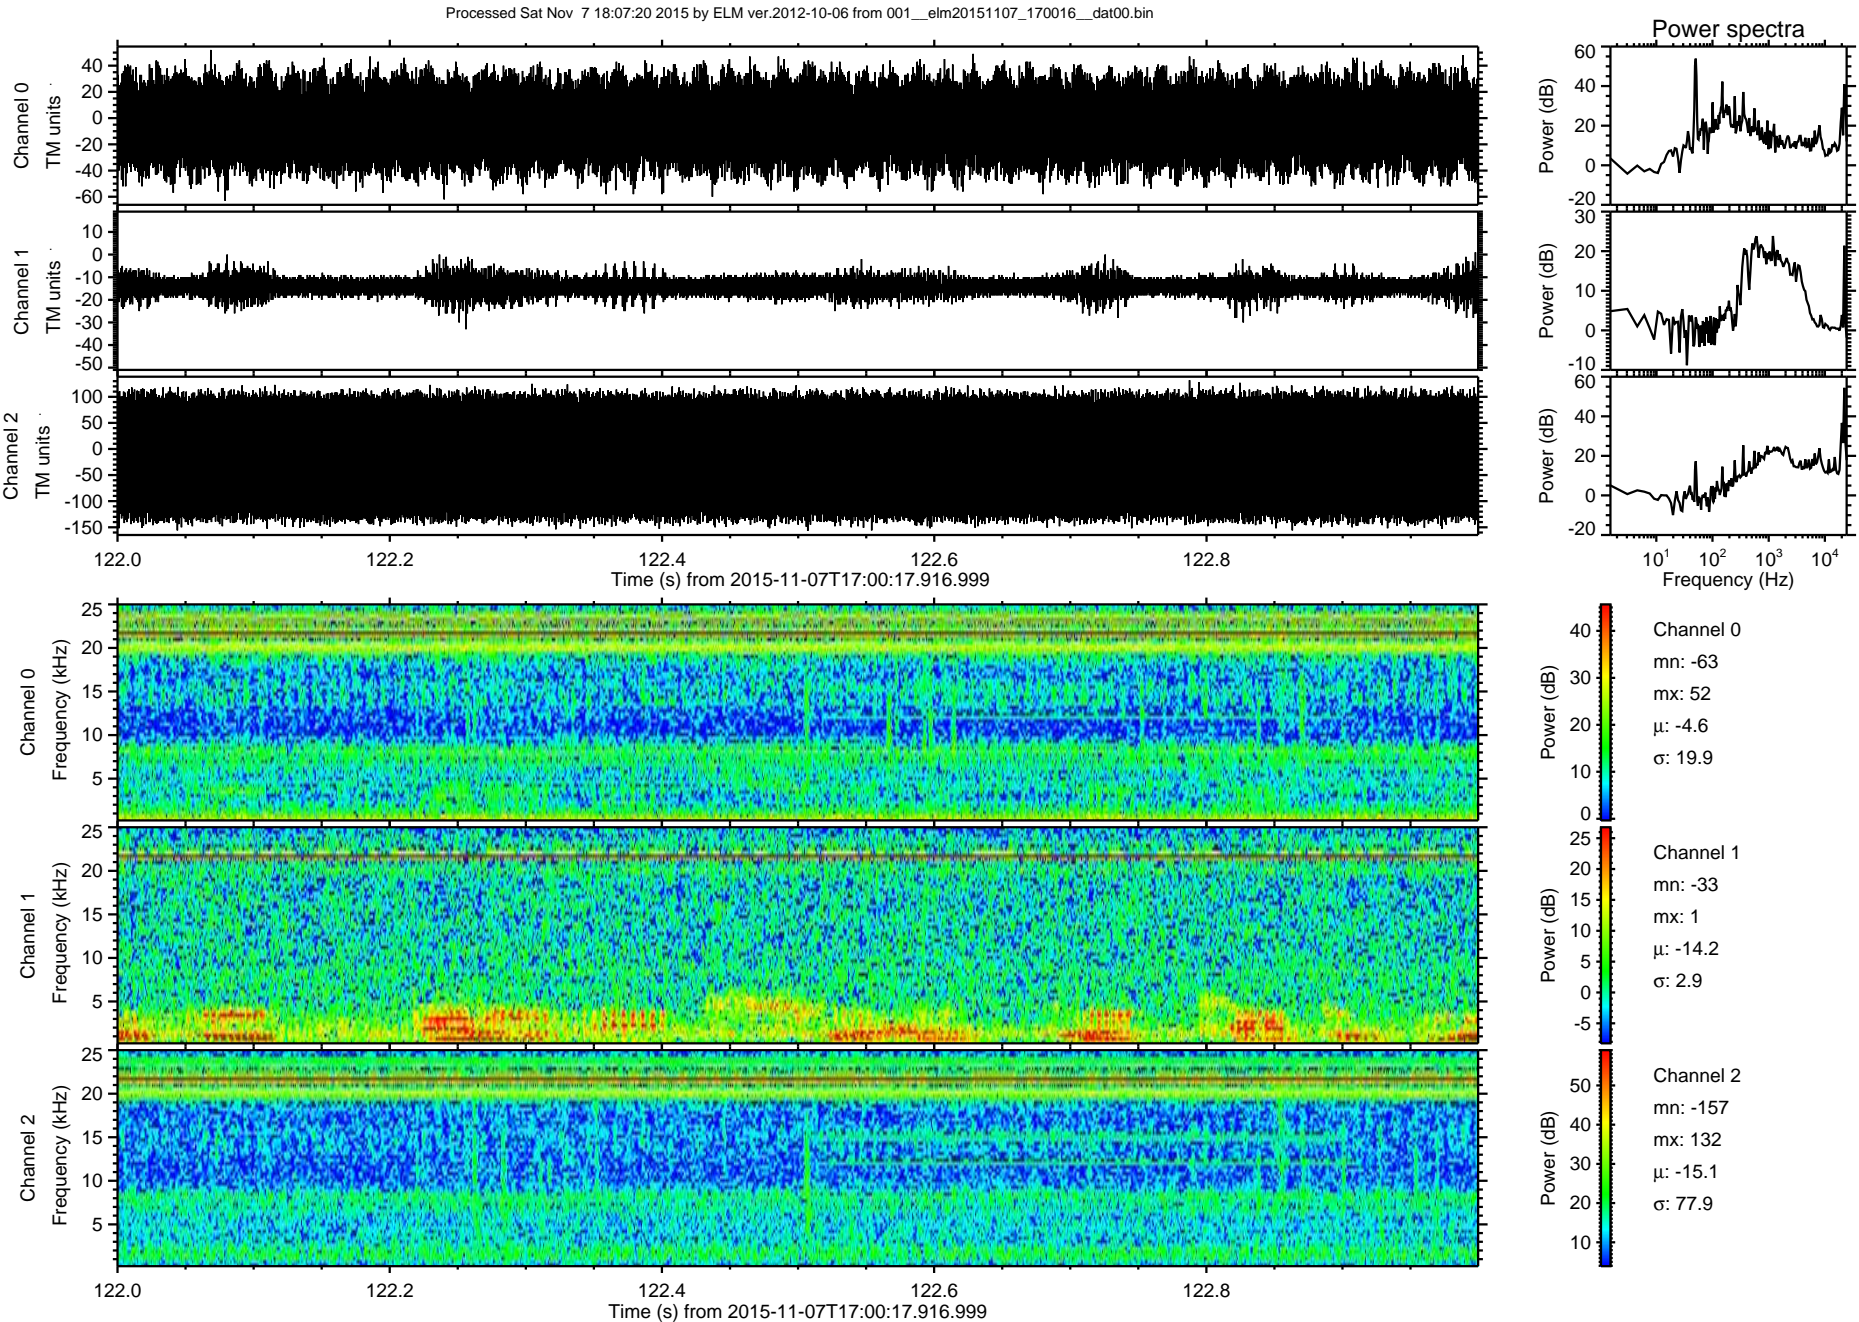 Processed Sat Nov  7 18:07:20 2015 by ELM ver.2012-10-06 from 001__elm20151107_170016__dat00.bin
Power spectra
Channel 0
TM units
40
20
0
-20
-40
-60
Power (dB)
60
40
20
0
-20
Channel 1
TM units
10
0
-10
-20
-30
-40
-50
Power (dB)
30
20
10
0
-10
Channel 2
TM units
100
50
0
-50
-100
-150
Power (dB)
60
40
20
0
-20
122.0 122.2 122.4 122.6 122.8
Time (s) from 2015-11-07T17:00:17.916.999
10^1 10^2 10^3 10^4
Frequency (Hz)
Channel 0
Frequency (kHz)
25
20
15
10
5
Power (dB)
40
30
20
10
0
Channel 0
mn: -63
mx: 52
μ: -4.6
σ: 19.9
Channel 1
Frequency (kHz)
25
20
15
10
5
Power (dB)
25
20
15
10
5
0
-5
Channel 1
mn: -33
mx: 1
μ: -14.2
σ: 2.9
Channel 2
Frequency (kHz)
25
20
15
10
5
Power (dB)
50
40
30
20
10
Channel 2
mn: -157
mx: 132
μ: -15.1
σ: 77.9
122.0 122.2 122.4 122.6 122.8
Time (s) from 2015-11-07T17:00:17.916.999